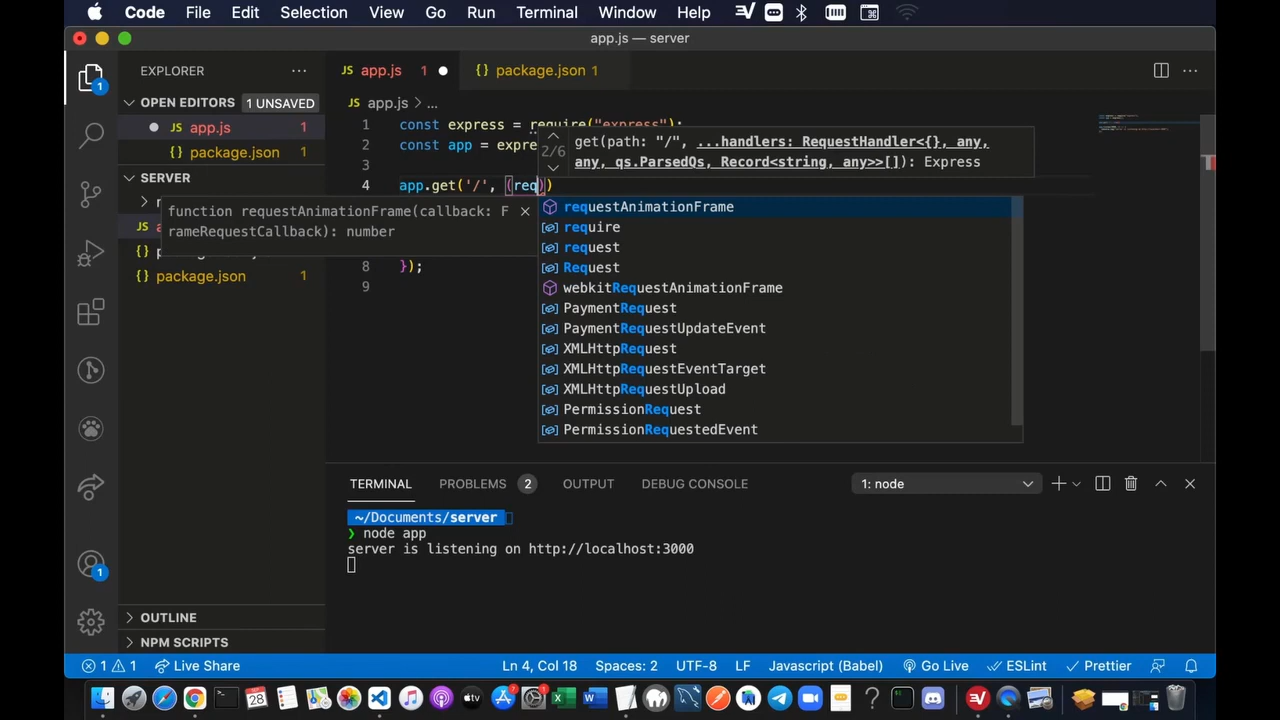 Code File Edit Selection View Go Run Terminal Window Help
app.js — server
EXPLORER ···
JS app.js 1 {} package.json 1 ···
OPEN EDITORS 1 UNSAVED
JS app.js > ...
JS app.js 1
{} package.json 1
SERVER
1 const express = require("express");
2 const app = expre
3
4 app.get('/', (req))
8 });
9
2/6
get(path: "/", ...handlers: RequestHandler<{}, any,
any, qs.ParsedQs, Record<string, any>>[]): Express
function requestAnimationFrame(callback: F
rameRequestCallback): number
JS
{}
{} package.json 1
requestAnimationFrame
require
request
Request
webkitRequestAnimationFrame
PaymentRequest
PaymentRequestUpdateEvent
XMLHttpRequest
XMLHttpRequestEventTarget
XMLHttpRequestUpload
PermissionRequest
PermissionRequestedEvent
TERMINAL PROBLEMS 2 OUTPUT DEBUG CONSOLE 1: node
~/Documents/server
❯ node app
server is listening on http://localhost:3000
OUTLINE
NPM SCRIPTS
1 1 Live Share Ln 4, Col 18 Spaces: 2 UTF-8 LF Javascript (Babel) Go Live ESLint Prettier